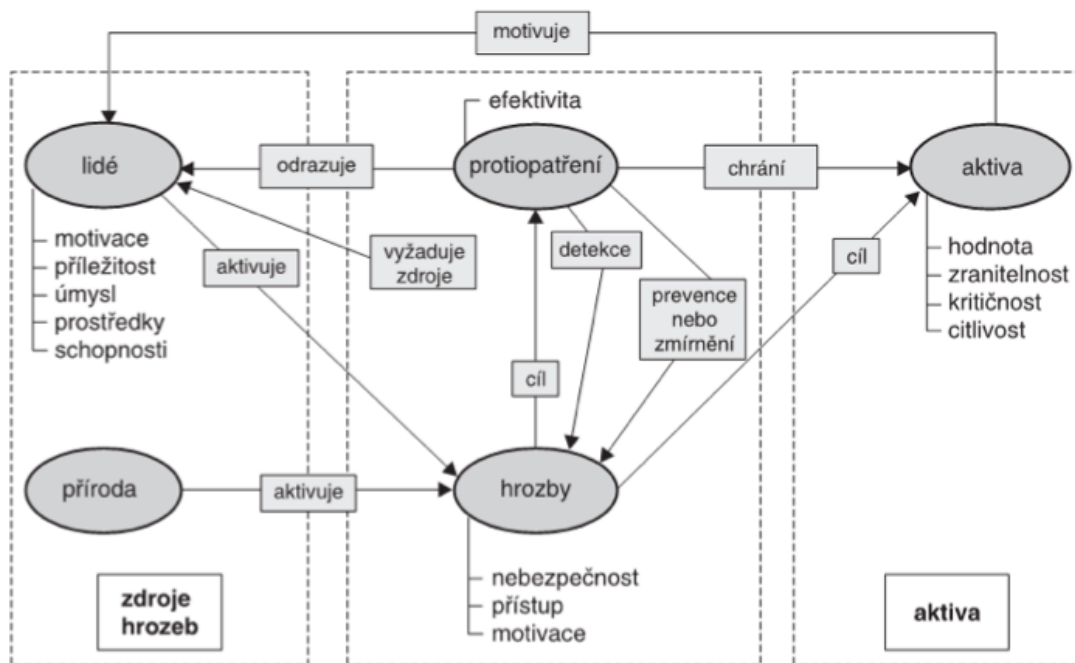 motivuje
efektivita
lidé
odrazuje
protiopatření
chrání
aktiva
motivace
příležitost
úmysl
prostředky
schopnosti
aktivuje
vyžaduje
zdroje
detekce
prevence
nebo
zmírnění
cíl
hodnota
zranitelnost
kritičnost
citlivost
cíl
příroda
aktivuje
hrozby
nebezpečnost
přístup
motivace
zdroje
hrozeb
aktiva